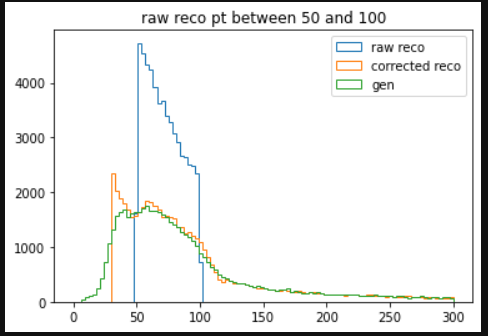 raw reco pt between 50 and 100
raw reco
corrected reco
gen
4000
3000
2000
1000
0
0 50 100 150 200 250 300